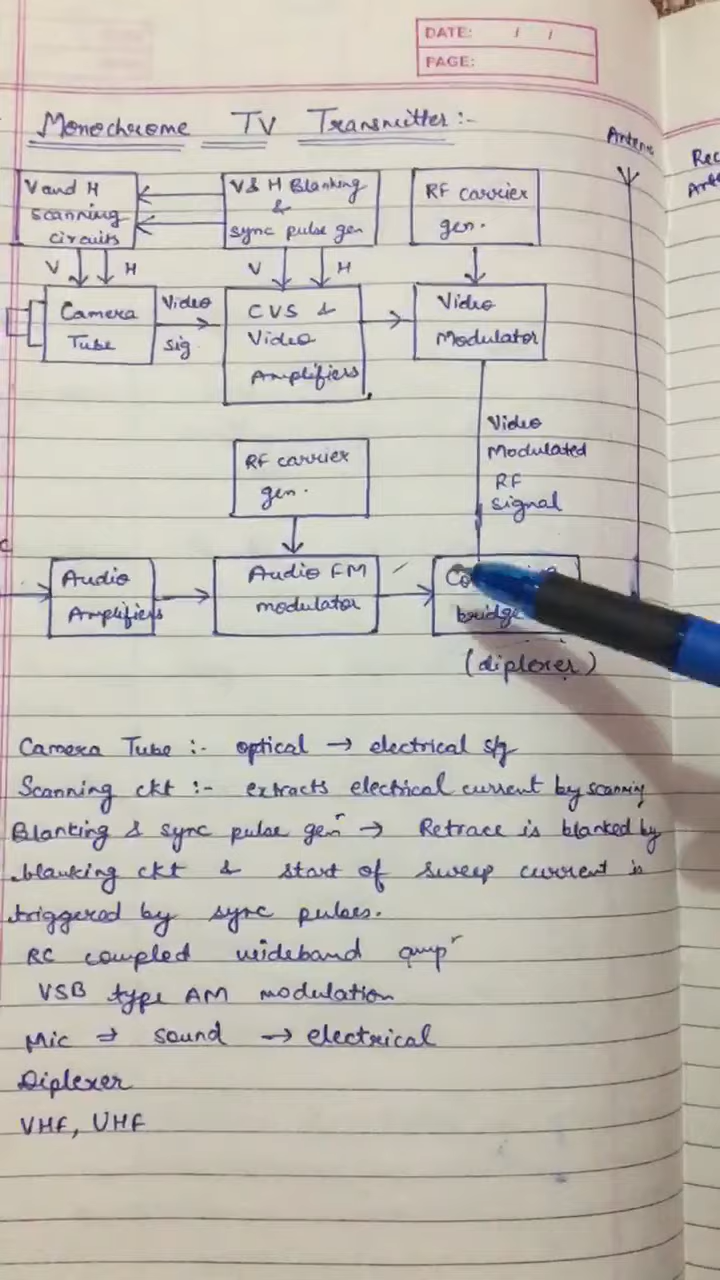 DATE: / /
PAGE:
Monochrome TV Transmitter:-
V and H
scanning
circuits
V & H Blanking
&
sync pulse gen
RF carrier
gen.
Rec
V H
V H
Camera
Tube
Video
sig
CVS &
Video
Amplifiers
Video
Modulator
Video
Modulated
RF
signal
RF carrier
gen.
Audio
Amplifiers
Audio FM
modulator
bridge
(diplexer)
Camera Tube :- optical → electrical sig
Scanning ckt :- extracts electrical current by scanning
Blanking & sync pulse genr → Retrace is blanked by
blanking ckt & start of sweep current is
triggered by sync pulses.
RC coupled wideband ampr
VSB type AM modulation
Mic → sound → electrical
Diplexer
VHF, UHF